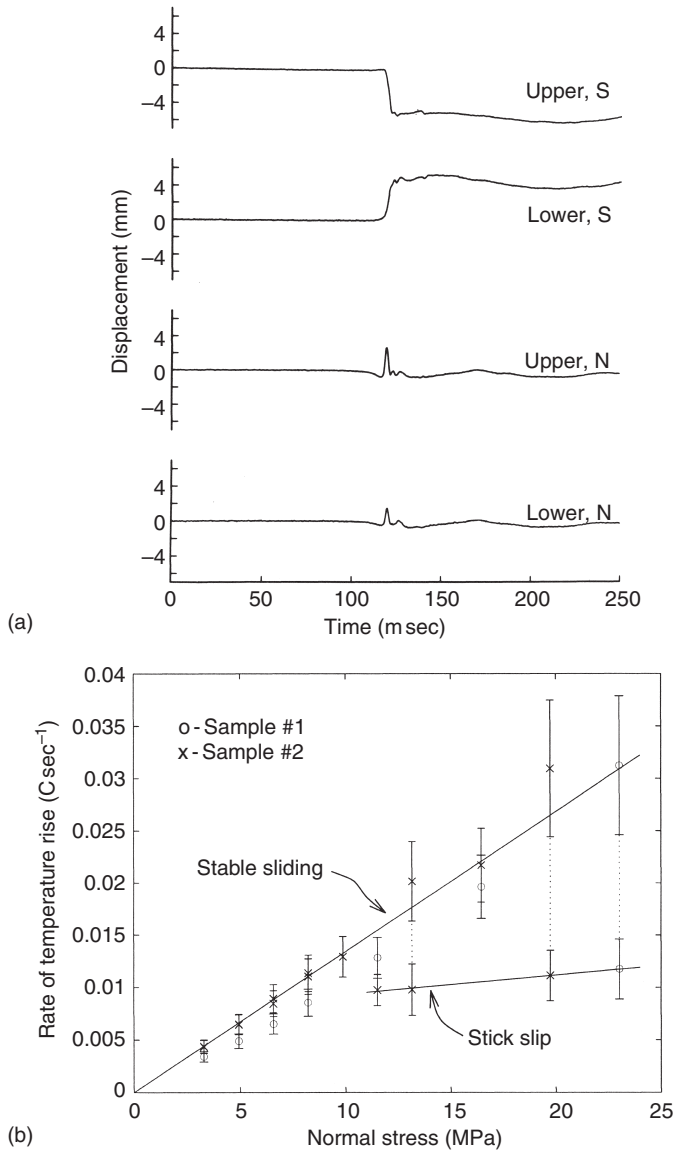 4
0
−4
Upper, S
4
0
−4
Lower, S
Displacement (mm)
4
0
−4
Upper, N
4
0
−4
Lower, N
0 50 100 150 200 250
(a)
Time (m sec)
0.04
0.035
0.03
0.025
0.02
0.015
0.01
0.005
0
Rate of temperature rise (C sec⁻¹)
o - Sample #1
x - Sample #2
Stable sliding
Stick slip
0 5 10 15 20 25
(b)
Normal stress (MPa)